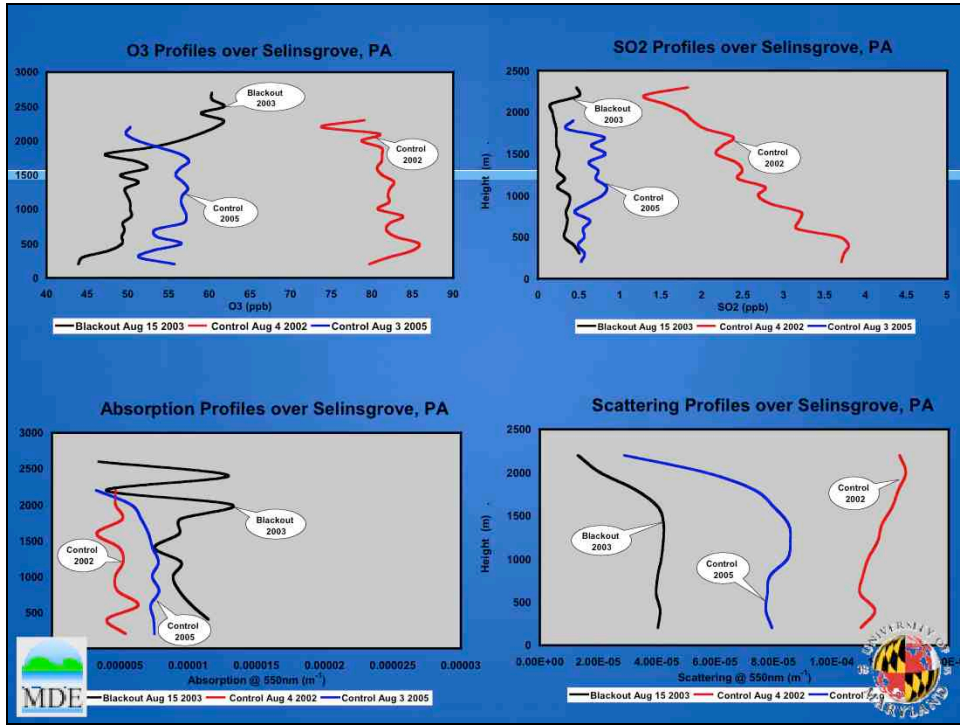 O3 Profiles over Selinsgrove, PA
3000
2500
2000
1500
1000
500
0
Blackout 2003
Control 2002
Control 2005
40 45 50 55 60 65 70 75 80 85 90
O3 (ppb)
Blackout Aug 15 2003 Control Aug 4 2002 Control Aug 3 2005
SO2 Profiles over Selinsgrove, PA
Height (m) .
2500
2000
1500
1000
500
0
Blackout 2003
Control 2002
Control 2005
0 0.5 1 1.5 2 2.5 3 3.5 4 4.5 5
SO2 (ppb)
Blackout Aug 15 2003 Control Aug 4 2002 Control Aug 3 2005
Absorption Profiles over Selinsgrove, PA
3000
2500
2000
1500
1000
500
Blackout 2003
Control 2002
Control 2005
0.000005 0.00001 0.000015 0.00002 0.000025 0.00003
Absorption @ 550nm (m-1)
Blackout Aug 15 2003 Control Aug 4 2002 Control Aug 3 2005
MDE
Scattering Profiles over Selinsgrove, PA
Height (m) .
2500
2000
1500
1000
500
0
Control 2002
Blackout 2003
Control 2005
0.00E+00 2.00E-05 4.00E-05 6.00E-05 8.00E-05 1.00E-04
Scattering @ 550nm (m-1)
Blackout Aug 15 2003 Control Aug 4 2002 Control
UNIVERSITY OF
MARYLAND